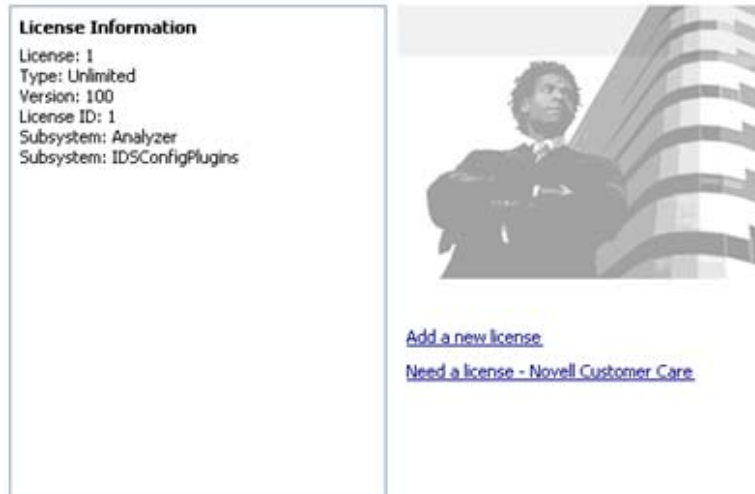 License Information
License: 1
Type: Unlimited
Version: 100
License ID: 1
Subsystem: Analyzer
Subsystem: IDSConfigPlugins
Add a new license
Need a license - Novell Customer Care